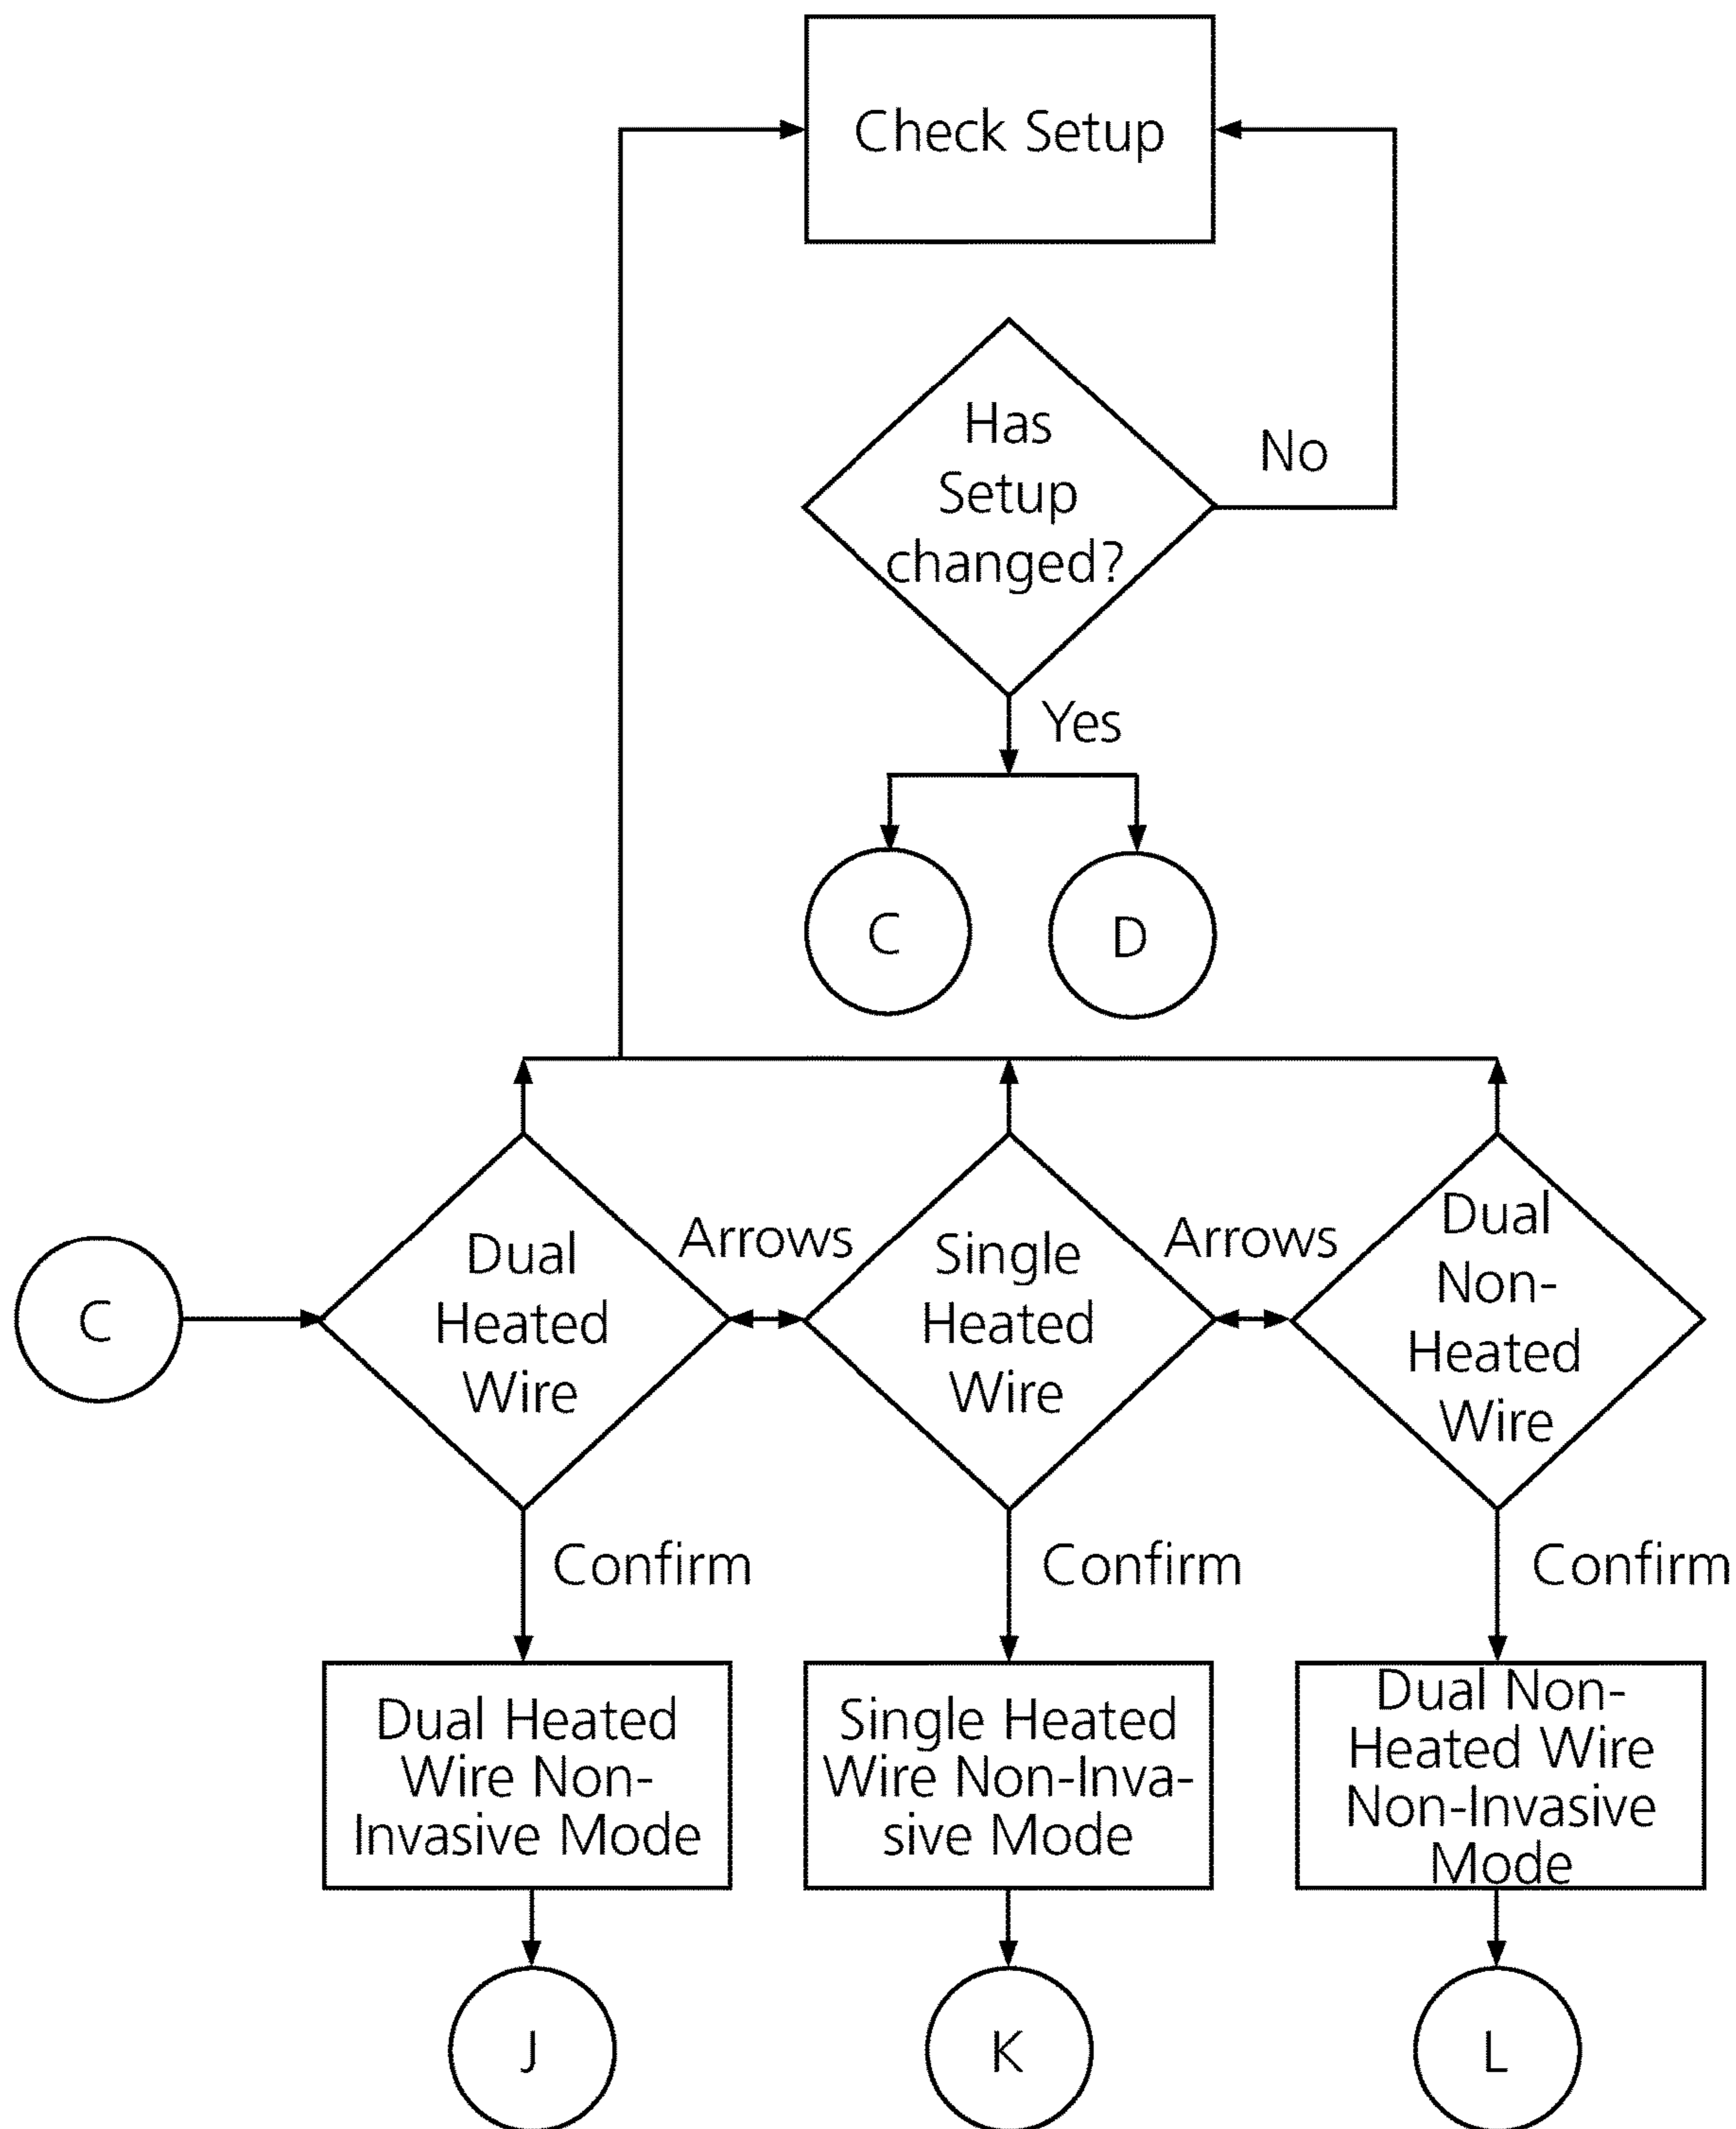 Check Setup
Has
Setup
changed?
No
Yes
C
D
C
Dual
Heated
Wire
Arrows
Single
Heated
Wire
Arrows
Dual
Non-
Heated
Wire
Confirm
Confirm
Confirm
Dual Heated
Wire Non-
Invasive Mode
Single Heated
Wire Non-Inva-
sive Mode
Dual Non-
Heated Wire
Non-Invasive
Mode
J
K
L